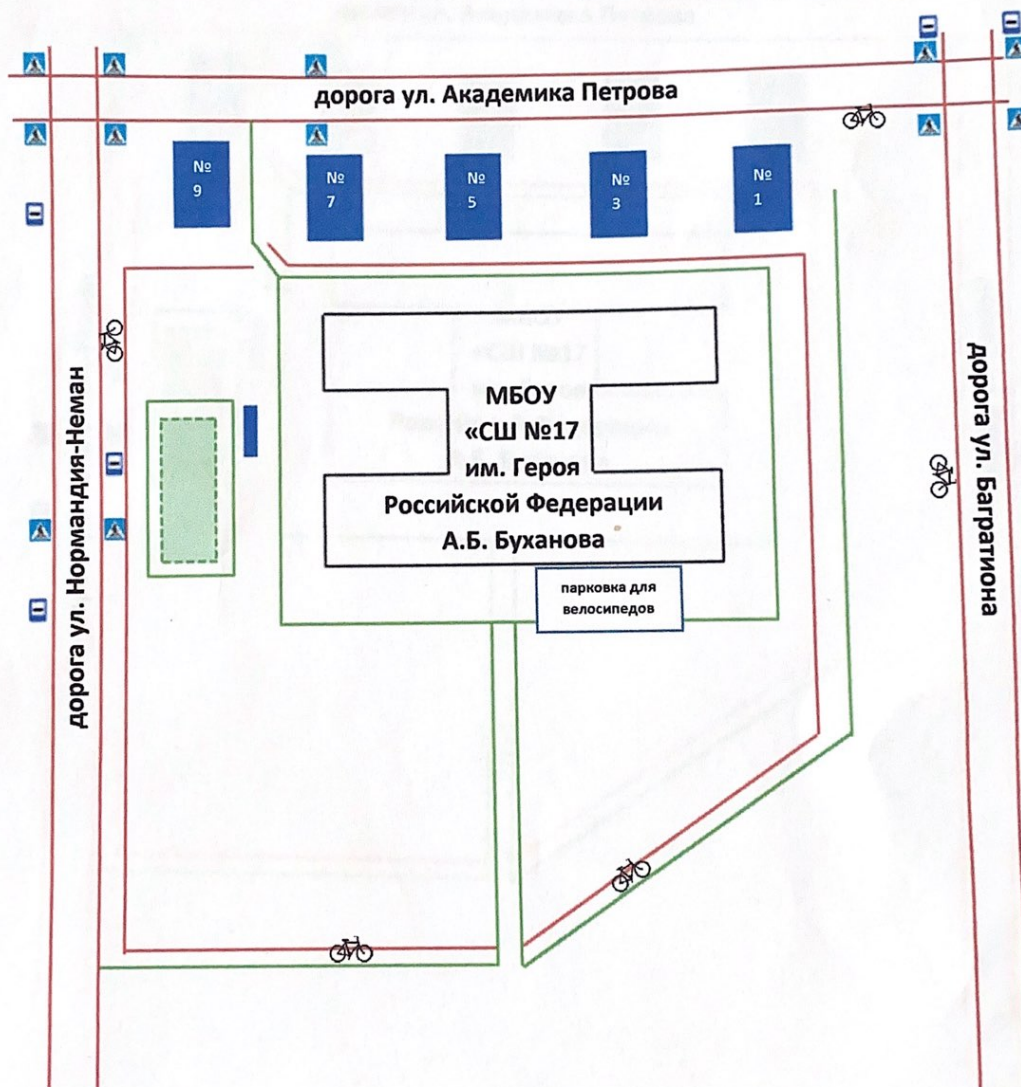 дорога ул. Академика Петрова
№
9
№
7
№
5
№
3
№
1
дорога ул. Нормандия-Неман
МБОУ
«СШ №17
им. Героя
Российской Федерации
А.Б. Буханова
парковка для
велосипедов
дорога ул. Багратиона